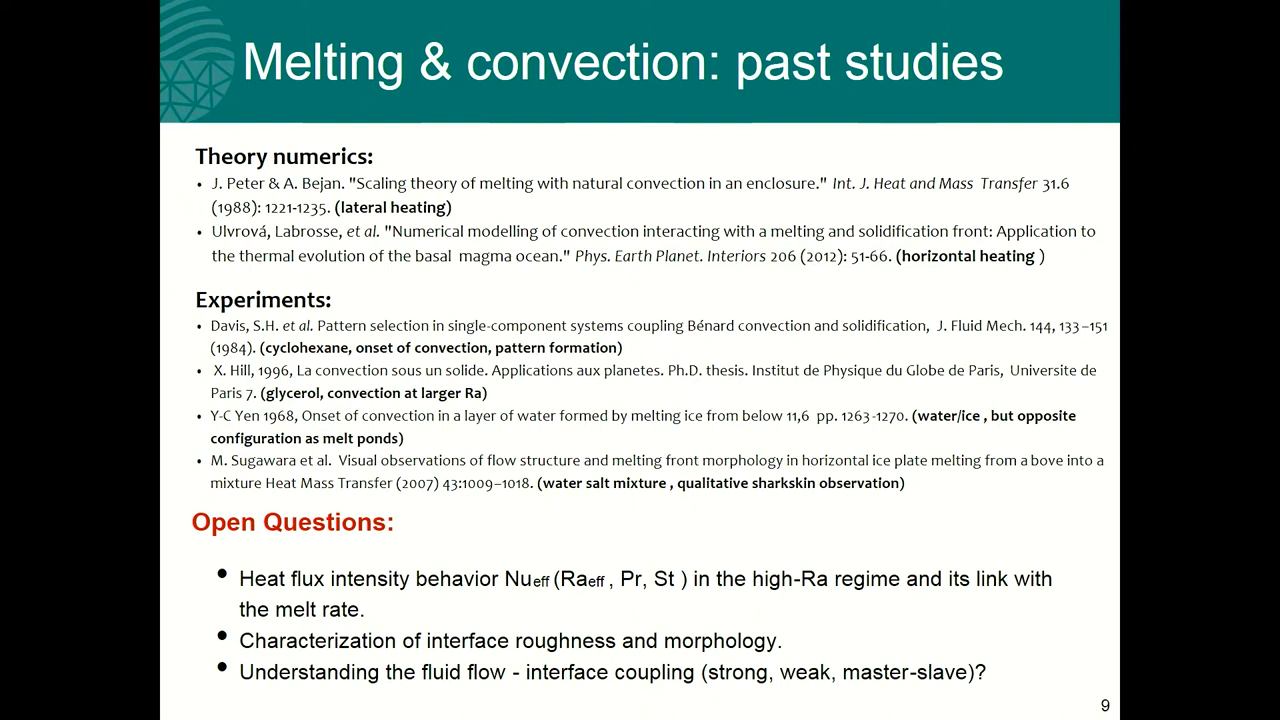 Melting & convection: past studies
Theory numerics:
• J. Peter & A. Bejan. "Scaling theory of melting with natural convection in an enclosure." Int. J. Heat and Mass Transfer 31.6
(1988): 1221-1235. (lateral heating)
• Ulvrová, Labrosse, et al. "Numerical modelling of convection interacting with a melting and solidification front: Application to
the thermal evolution of the basal magma ocean." Phys. Earth Planet. Interiors 206 (2012): 51-66. (horizontal heating )
Experiments:
• Davis, S.H. et al. Pattern selection in single-component systems coupling Bénard convection and solidification, J. Fluid Mech. 144, 133–151
(1984). (cyclohexane, onset of convection, pattern formation)
• X. Hill, 1996, La convection sous un solide. Applications aux planetes. Ph.D. thesis. Institut de Physique du Globe de Paris, Universite de
Paris 7. (glycerol, convection at larger Ra)
• Y-C Yen 1968, Onset of convection in a layer of water formed by melting ice from below 11,6 pp. 1263-1270. (water/ice , but opposite
configuration as melt ponds)
• M. Sugawara et al. Visual observations of flow structure and melting front morphology in horizontal ice plate melting from a bove into a
mixture Heat Mass Transfer (2007) 43:1009–1018. (water salt mixture , qualitative sharkskin observation)
Open Questions:
• Heat flux intensity behavior Nueff (Raeff , Pr, St ) in the high-Ra regime and its link with
the melt rate.
• Characterization of interface roughness and morphology.
• Understanding the fluid flow - interface coupling (strong, weak, master-slave)?
9